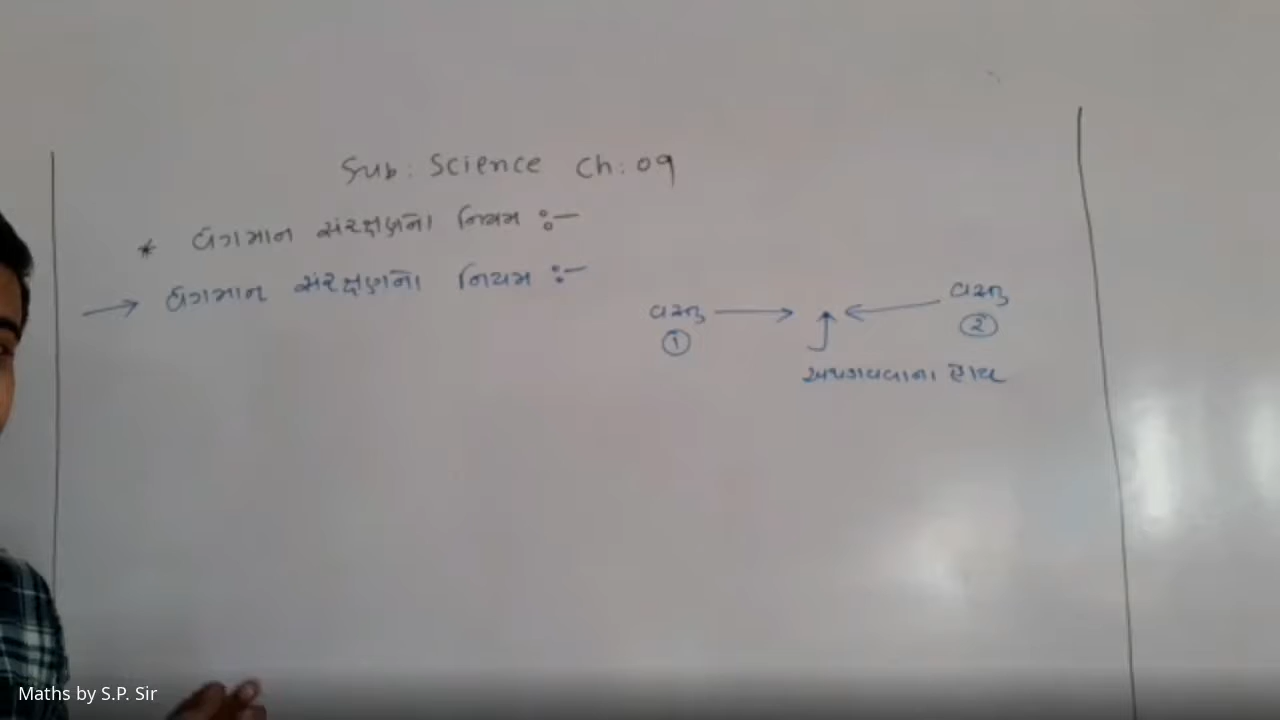 Sub: Science Ch: 09
* વેગમાન સંરક્ષણનો નિયમ :-
→ વેગમાન સંરક્ષણનો નિયમ :-
વસ્તુ → ← વસ્તુ
① ②
અથડાવવાના હોય
Maths by S.P. Sir